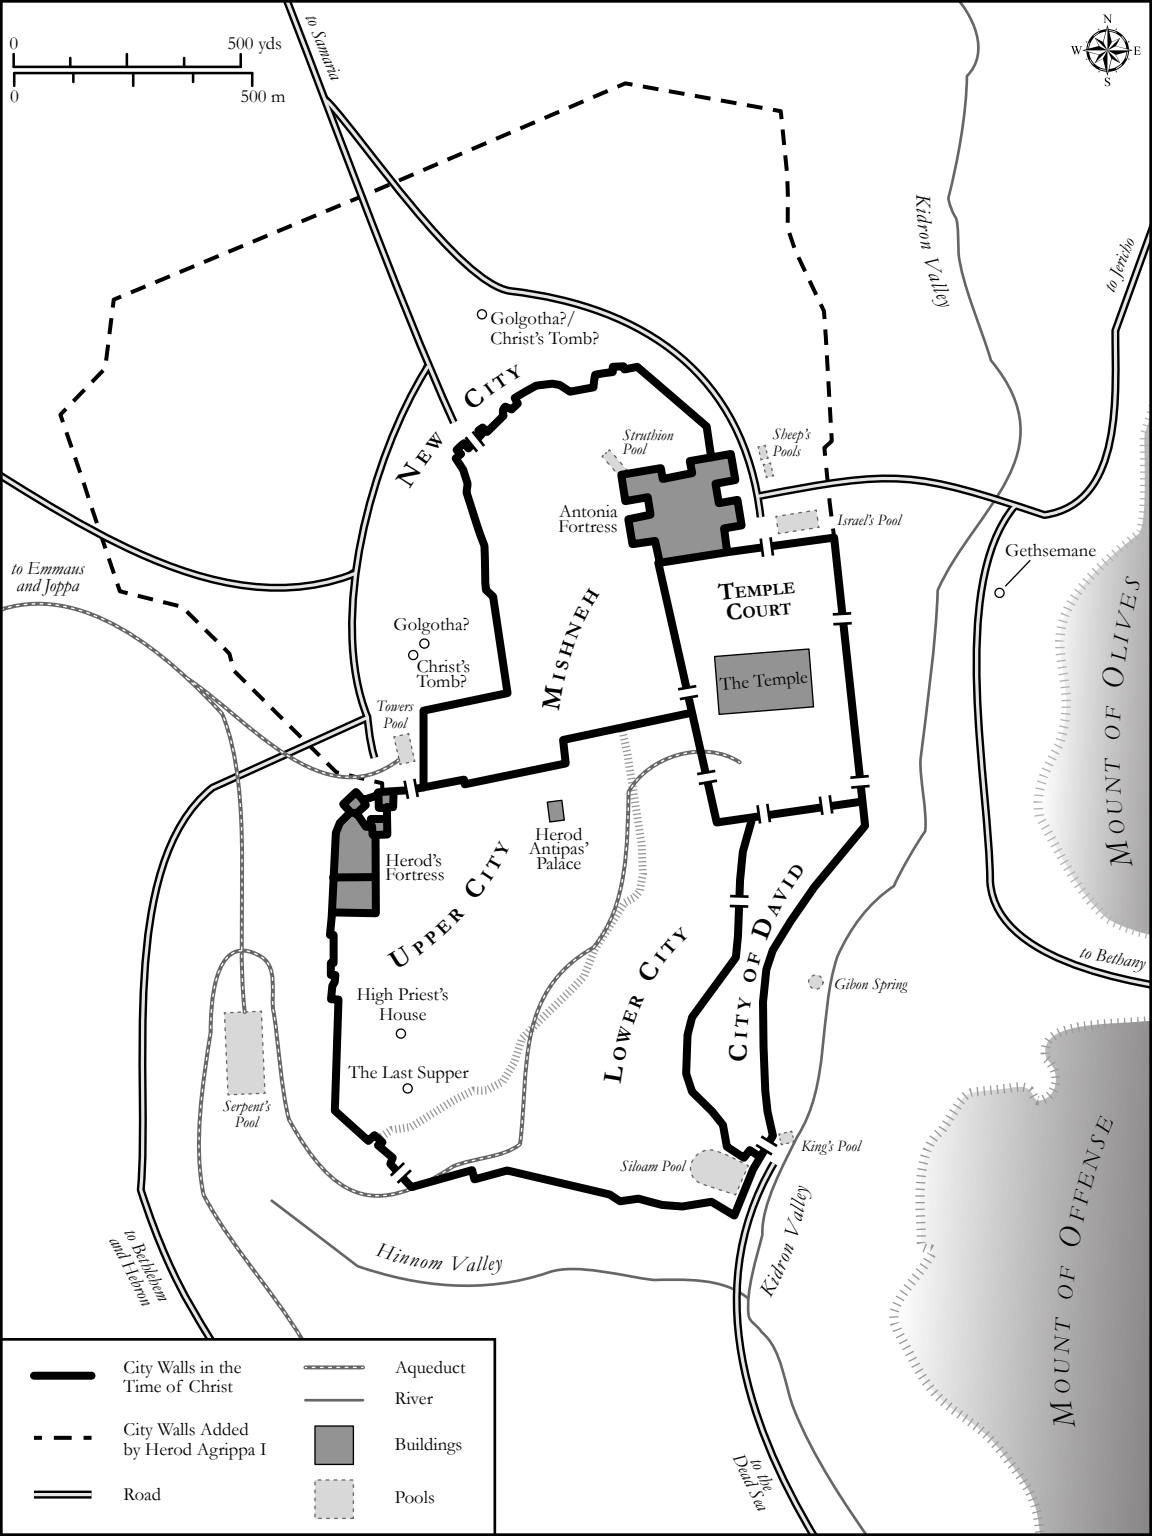 0
500 yds
0
500 m
to Samaria
N
W
E
S
Kidron Valley
to Jericho
Golgotha?/
Christ's Tomb?
New City
Struthion
Pool
Sheep's
Pools
Antonia
Fortress
Israel's Pool
Gethsemane
to Emmaus
and Joppa
Temple
Court
Mishneh
Mount of Olives
Golgotha?
Christ's
Tomb?
The Temple
Towers
Pool
Herod
Antipas'
Palace
Herod's
Fortress
Upper City
City of David
Lower City
to Bethany
Gihon Spring
High Priest's
House
The Last Supper
Serpent's
Pool
Siloam Pool
King's Pool
Mount of Offense
Kidron Valley
Hinnom Valley
to Bethlehem
and Hebron
to the
Dead Sea
City Walls in the
Time of Christ
City Walls Added
by Herod Agrippa I
Road
Aqueduct
River
Buildings
Pools